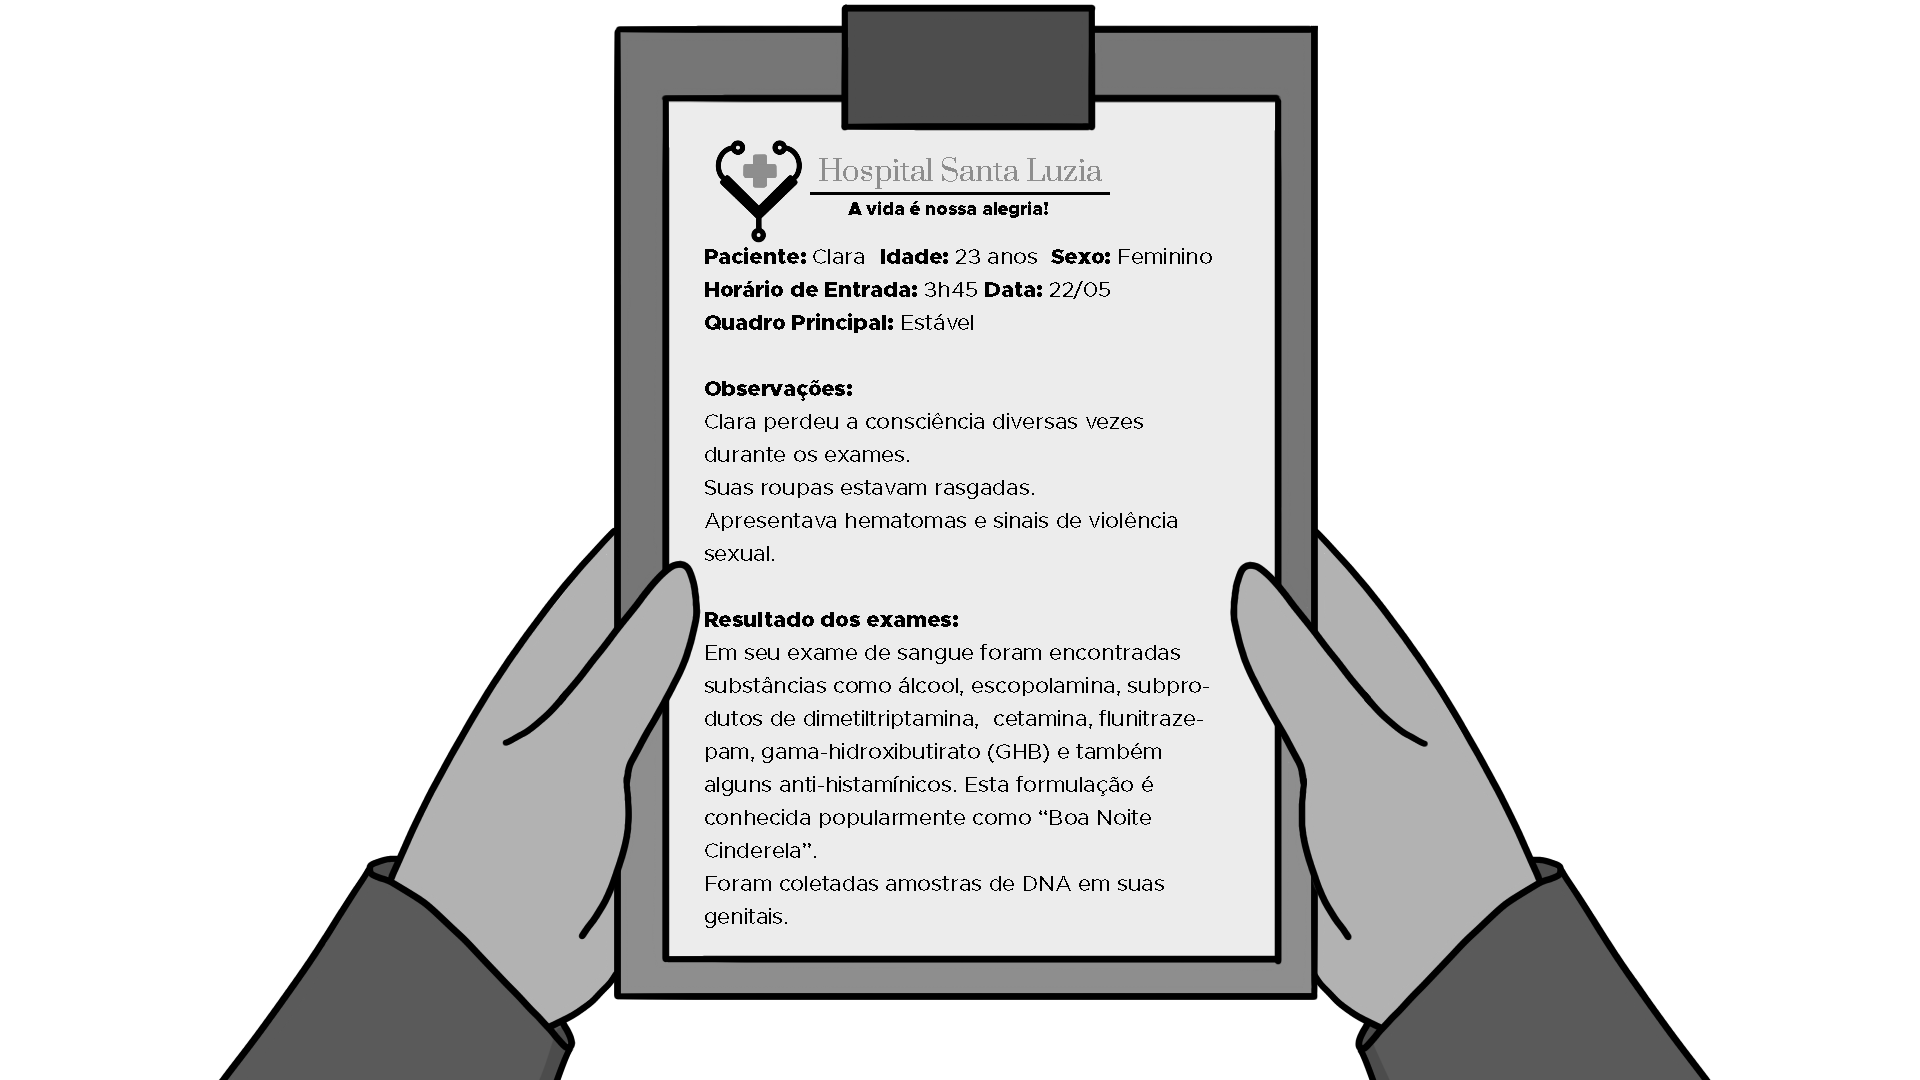 Hospital Santa Luzia
A vida é nossa alegria!
Paciente: Clara Idade: 23 anos Sexo: Feminino
Horário de Entrada: 3h45 Data: 22/05
Quadro Principal: Estável
Observações:
Clara perdeu a consciência diversas vezes
durante os exames.
Suas roupas estavam rasgadas.
Apresentava hematomas e sinais de violência
sexual.
Resultado dos exames:
Em seu exame de sangue foram encontradas
substâncias como álcool, escopolamina, subpro-
dutos de dimetiltriptamina, cetamina, flunitraze-
pam, gama-hidroxibutirato (GHB) e também
alguns anti-histamínicos. Esta formulação é
conhecida popularmente como “Boa Noite
Cinderela”.
Foram coletadas amostras de DNA em suas
genitais.